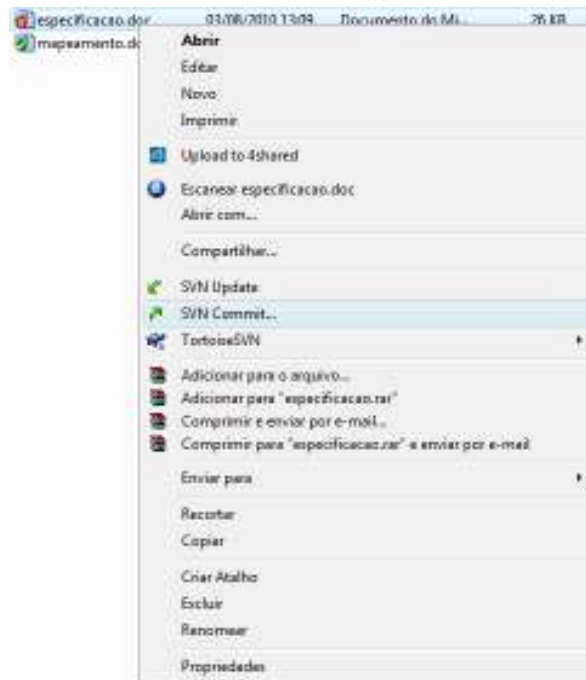 especificacao.doc 03/08/2010 13:09 Documento do Mi... 26 KB
mapeamento.do
Abrir
Editar
Novo
Imprimir
Upload to 4shared
Escanear especificacao.doc
Abrir com...
Compartilhar...
SVN Update
SVN Commit...
TortoiseSVN
Adicionar para o arquivo...
Adicionar para "especificacao.rar"
Comprimir e enviar por e-mail...
Comprimir para "especificacao.rar" e enviar por e-mail
Enviar para
Recortar
Copiar
Criar Atalho
Excluir
Renomear
Propriedades